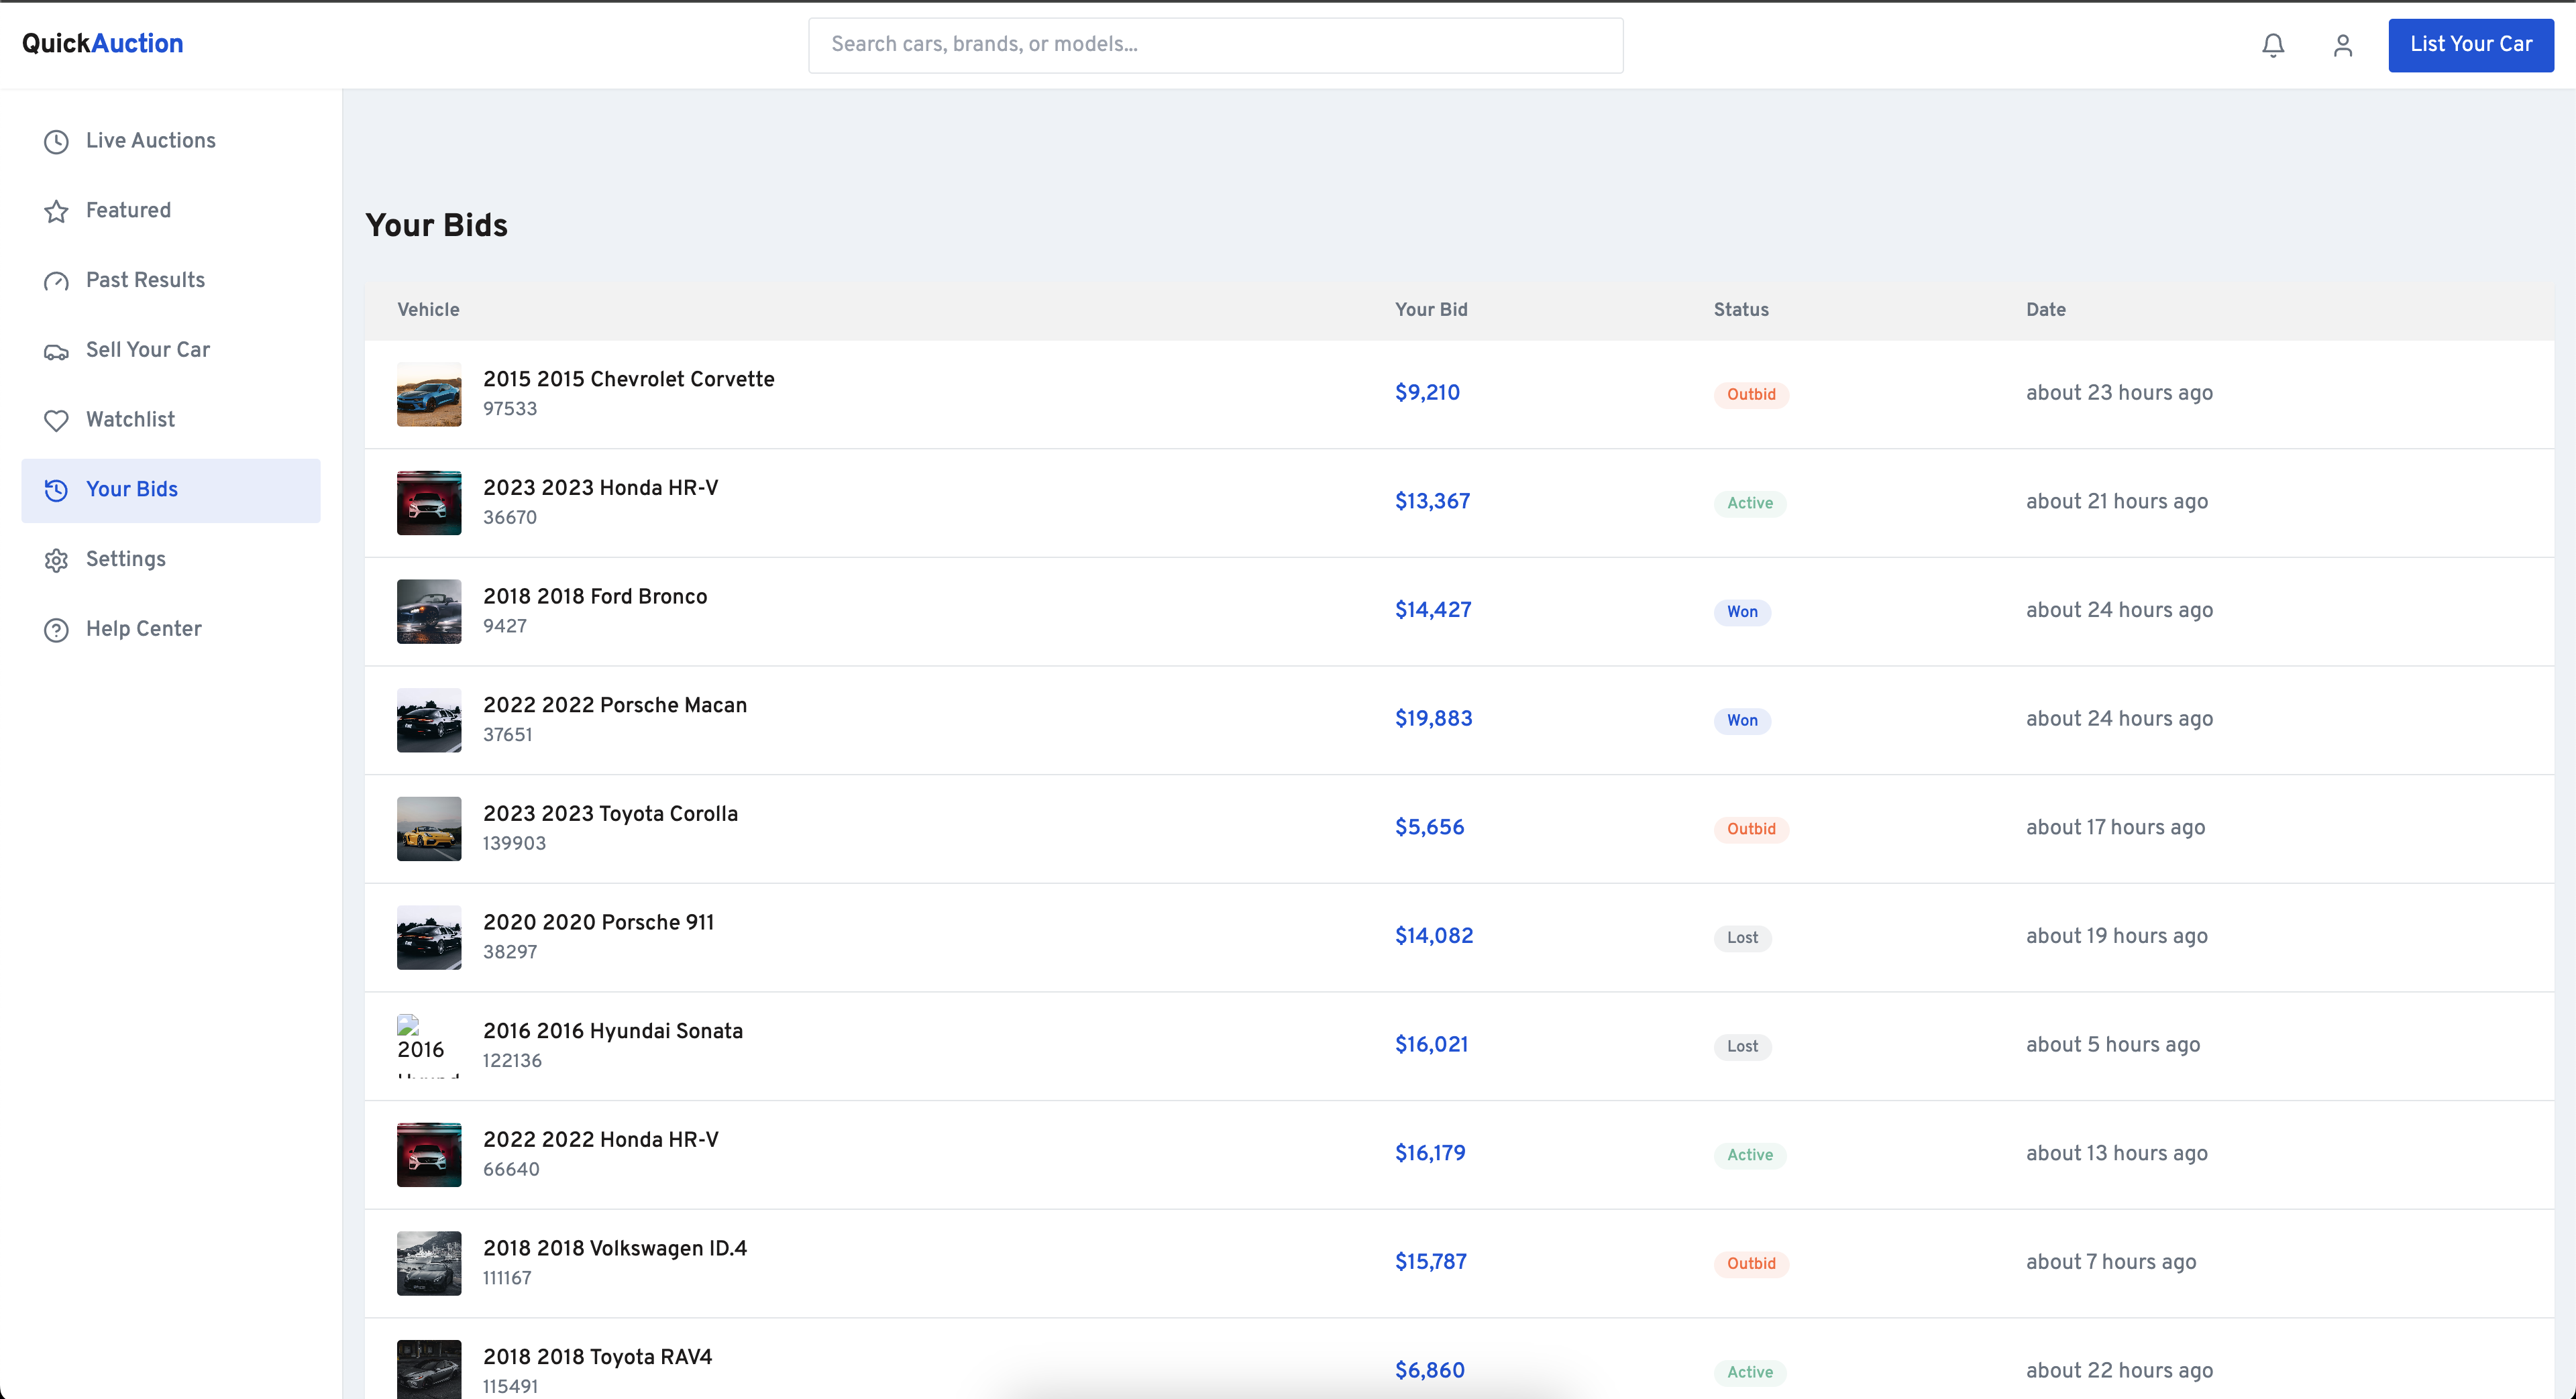 QuickAuction
Search cars, brands, or models...
List Your Car
Live Auctions
Featured
Past Results
Sell Your Car
Watchlist
Your Bids
Settings
Help Center
Your Bids
Vehicle Your Bid Status Date
2015 2015 Chevrolet Corvette
97533
$9,210 Outbid about 23 hours ago
2023 2023 Honda HR-V
36670
$13,367 Active about 21 hours ago
2018 2018 Ford Bronco
9427
$14,427 Won about 24 hours ago
2022 2022 Porsche Macan
37651
$19,883 Won about 24 hours ago
2023 2023 Toyota Corolla
139903
$5,656 Outbid about 17 hours ago
2020 2020 Porsche 911
38297
$14,082 Lost about 19 hours ago
2016
2016 2016 Hyundai Sonata
122136
$16,021 Lost about 5 hours ago
2022 2022 Honda HR-V
66640
$16,179 Active about 13 hours ago
2018 2018 Volkswagen ID.4
111167
$15,787 Outbid about 7 hours ago
2018 2018 Toyota RAV4
115491
$6,860 Active about 22 hours ago